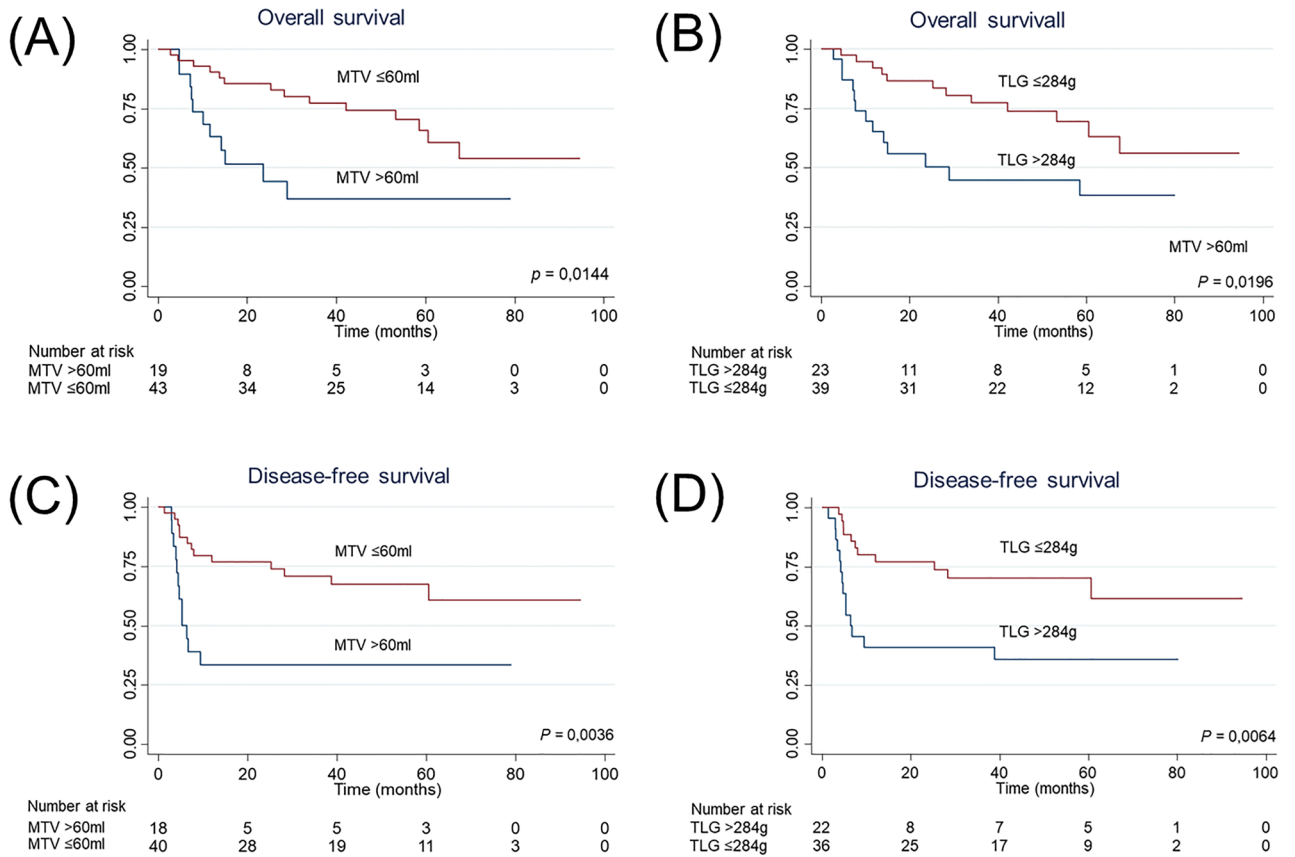 (A)
Overall survival
1.00
0.75
0.50
0.25
0.00
MTV ≤60ml
MTV >60ml
p = 0,0144
0 20 40 60 80 100
Time (months)
Number at risk
MTV >60ml 19 8 5 3 0 0
MTV ≤60ml 43 34 25 14 3 0
(B)
Overall survivall
1.00
0.75
0.50
0.25
0.00
TLG ≤284g
TLG >284g
MTV >60ml
P = 0,0196
0 20 40 60 80 100
Time (months)
Number at risk
TLG >284g 23 11 8 5 1 0
TLG ≤284g 39 31 22 12 2 0
(C)
Disease-free survival
1.00
0.75
0.50
0.25
0.00
MTV ≤60ml
MTV >60ml
P = 0,0036
0 20 40 60 80 100
Time (months)
Number at risk
MTV >60ml 18 5 5 3 0 0
MTV ≤60ml 40 28 19 11 3 0
(D)
Disease-free survival
1.00
0.75
0.50
0.25
0.00
TLG ≤284g
TLG >284g
P = 0,0064
0 20 40 60 80 100
Time (months)
Number at risk
TLG >284g 22 8 7 5 1 0
TLG ≤284g 36 25 17 9 2 0